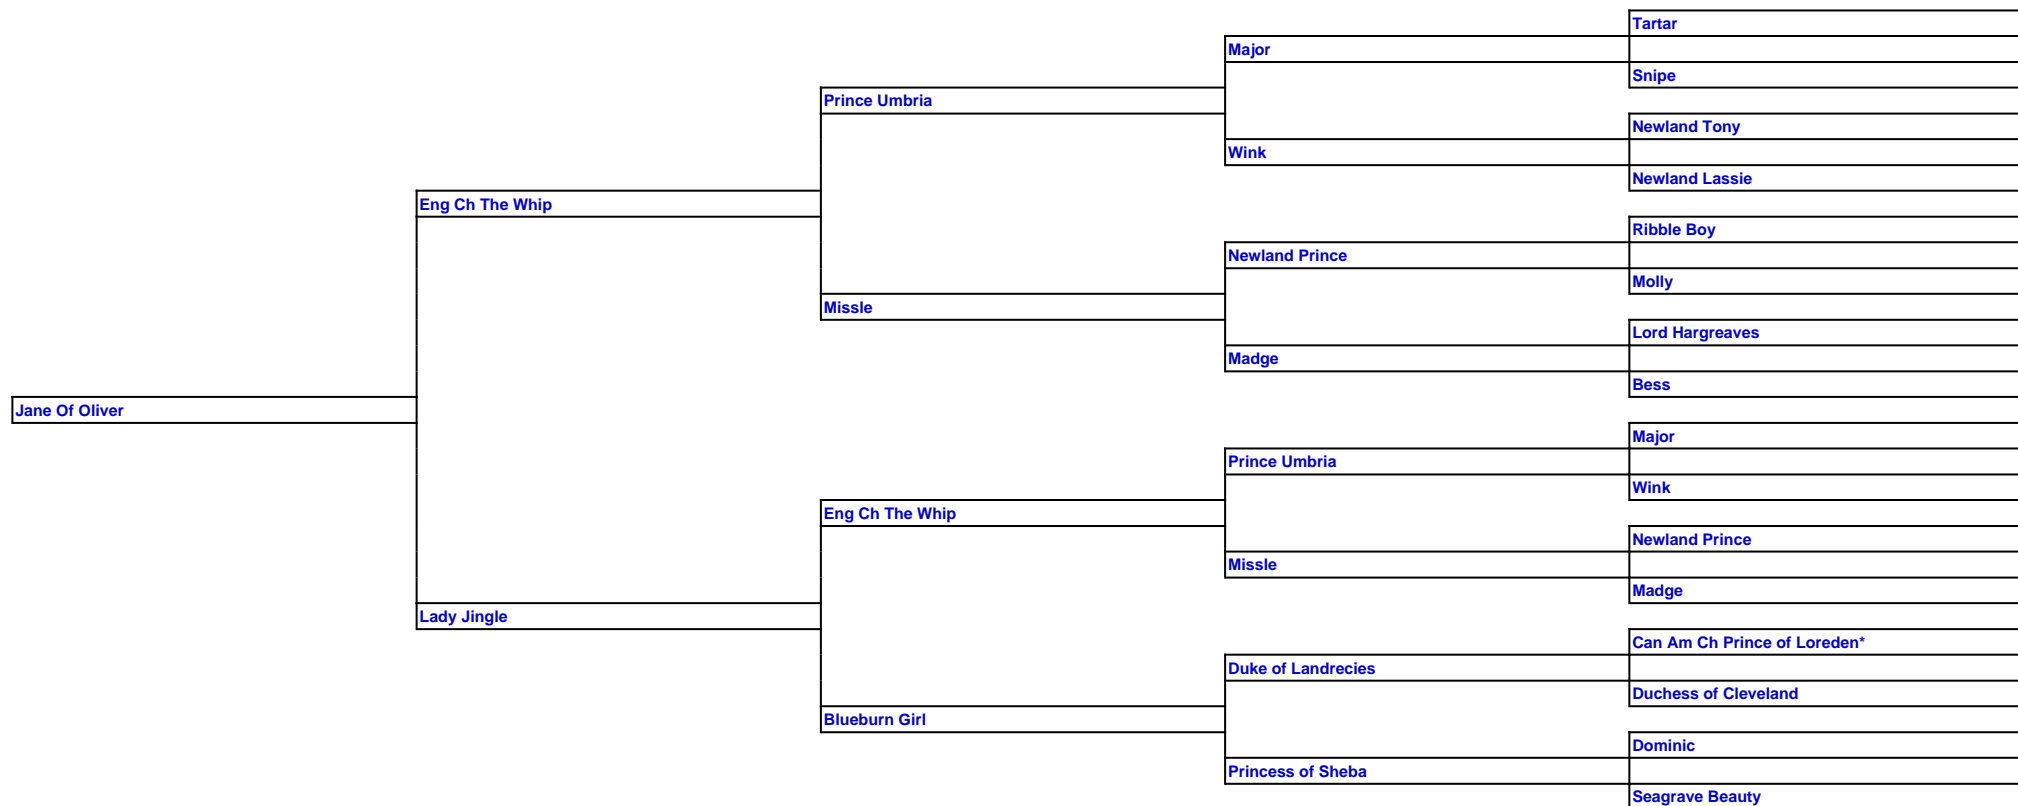 Tartar
Major
Snipe
Prince Umbria
Newland Tony
Wink
Newland Lassie
Eng Ch The Whip
Ribble Boy
Newland Prince
Molly
Missle
Lord Hargreaves
Madge
Bess
Jane Of Oliver
Major
Prince Umbria
Wink
Eng Ch The Whip
Newland Prince
Missle
Madge
Lady Jingle
Can Am Ch Prince of Loreden*
Duke of Landrecies
Duchess of Cleveland
Blueburn Girl
Dominic
Princess of Sheba
Seagrave Beauty